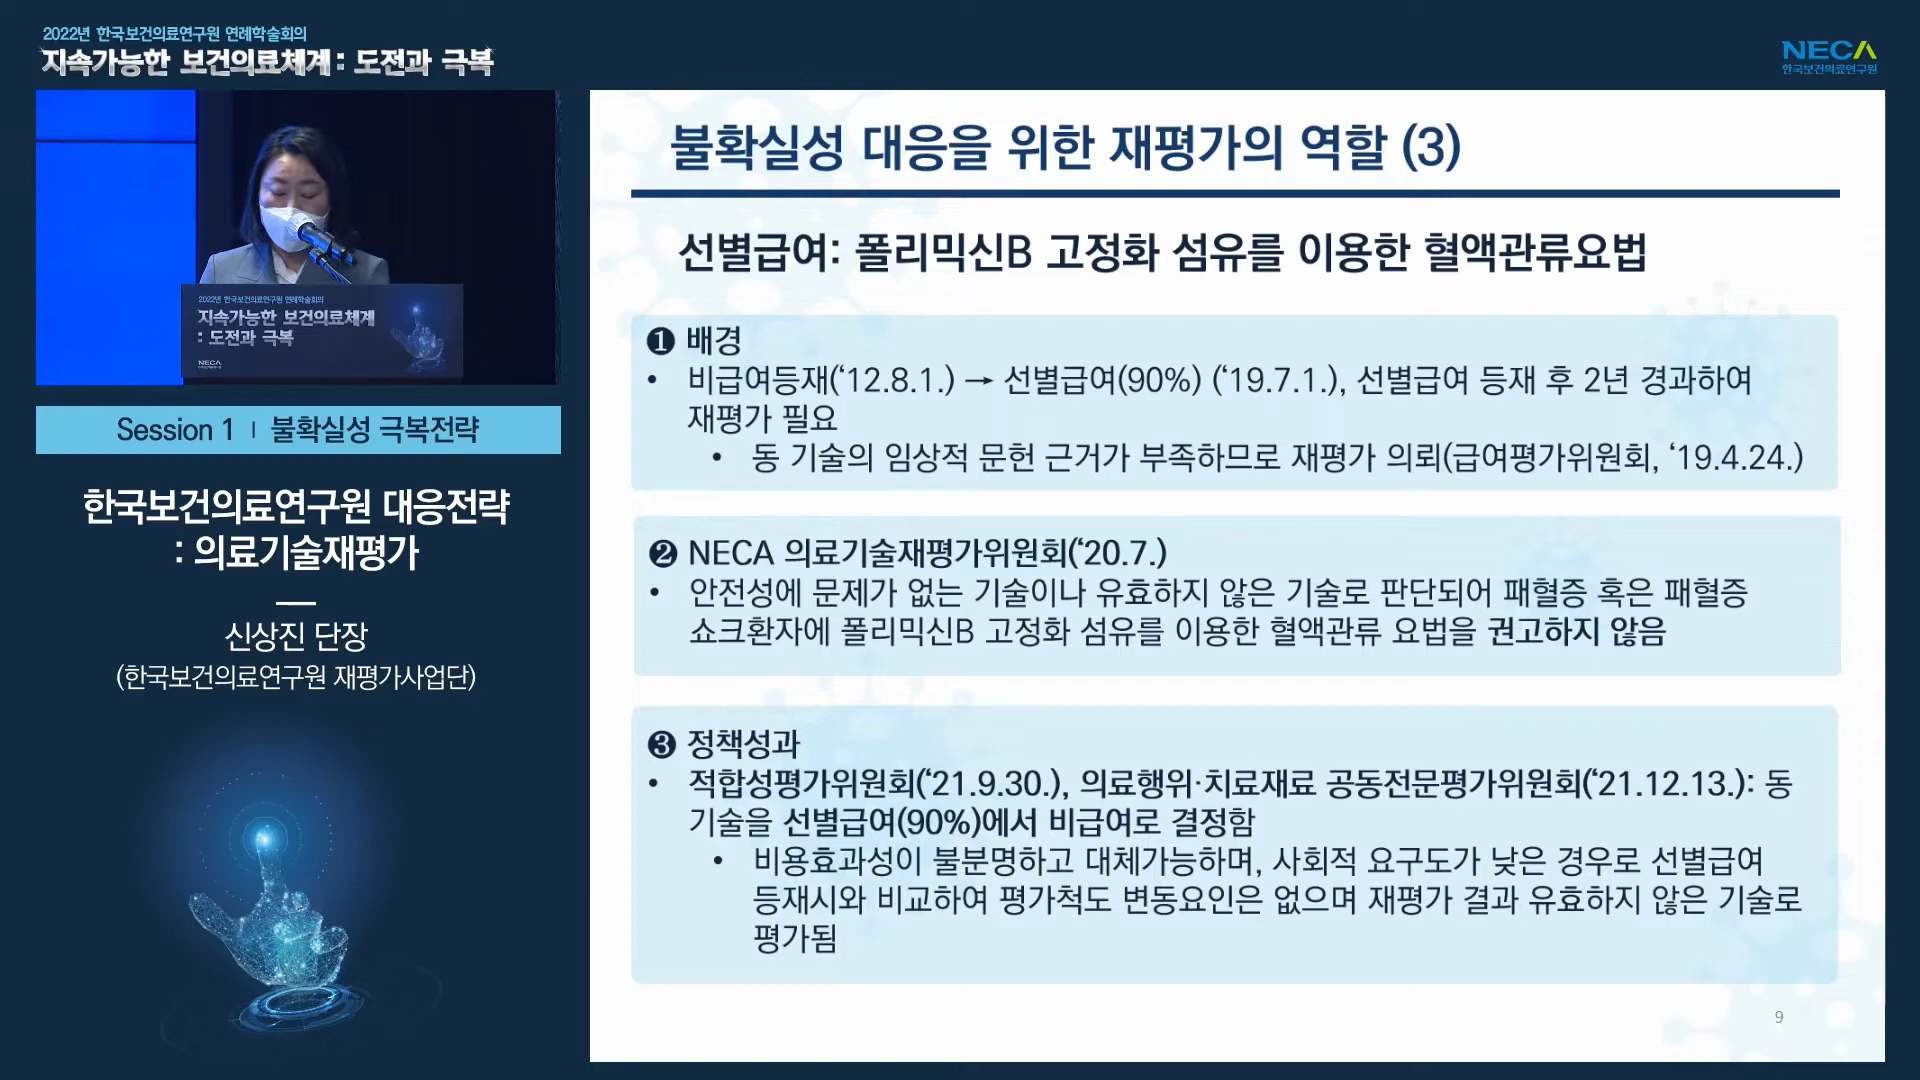 2022년 한국보건의료연구원 연례학술회의
지속가능한 보건의료체계 : 도전과 극복
NECA
한국보건의료연구원
2022년 한국보건의료연구원 연례학술회의
지속가능한 보건의료체계
: 도전과 극복
NECA
Session 1 | 불확실성 극복전략
한국보건의료연구원 대응전략
: 의료기술재평가
신상진 단장
(한국보건의료연구원 재평가사업단)
불확실성 대응을 위한 재평가의 역할 (3)
선별급여: 폴리믹신B 고정화 섬유를 이용한 혈액관류요법
❶ 배경
• 비급여등재(‘12.8.1.) → 선별급여(90%) (‘19.7.1.), 선별급여 등재 후 2년 경과하여
재평가 필요
• 동 기술의 임상적 문헌 근거가 부족하므로 재평가 의뢰(급여평가위원회, ‘19.4.24.)
❷ NECA 의료기술재평가위원회(‘20.7.)
• 안전성에 문제가 없는 기술이나 유효하지 않은 기술로 판단되어 패혈증 혹은 패혈증
쇼크환자에 폴리믹신B 고정화 섬유를 이용한 혈액관류 요법을 권고하지 않음
❸ 정책성과
• 적합성평가위원회(‘21.9.30.), 의료행위·치료재료 공동전문평가위원회(‘21.12.13.): 동
기술을 선별급여(90%)에서 비급여로 결정함
• 비용효과성이 불분명하고 대체가능하며, 사회적 요구도가 낮은 경우로 선별급여
등재시와 비교하여 평가척도 변동요인은 없으며 재평가 결과 유효하지 않은 기술로
평가됨
9